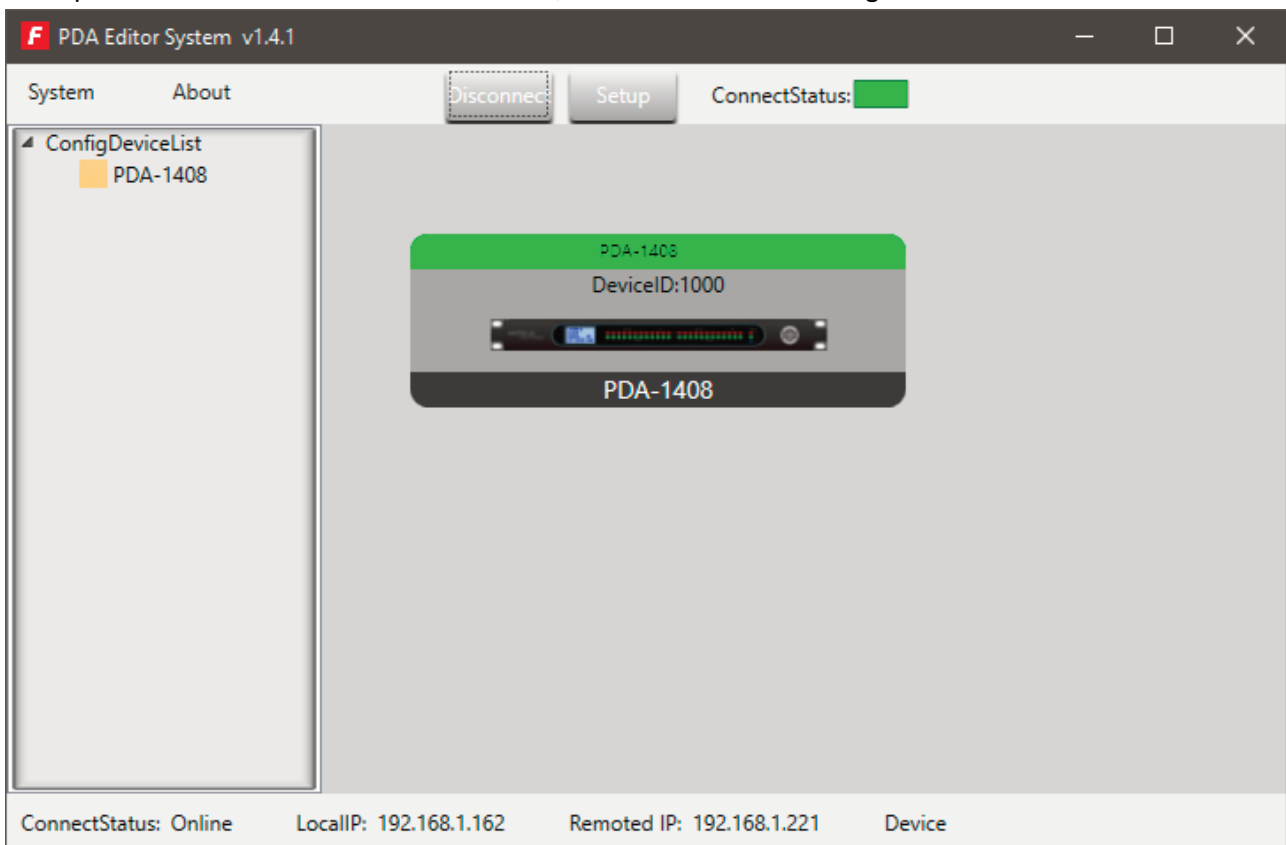 F PDA Editor System v1.4.1
System About Disconnec Setup ConnectStatus:
ConfigDeviceList
PDA-1408
PDA-1408
DeviceID:1000
PDA-1408
ConnectStatus: Online LocalIP: 192.168.1.162 Remoted IP: 192.168.1.221 Device